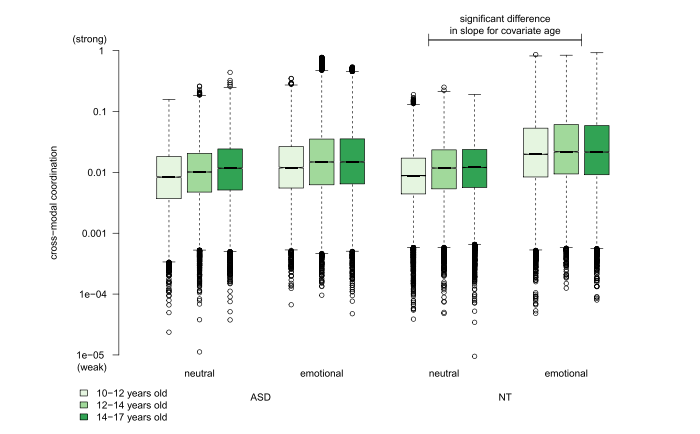 significant difference
in slope for covariate age
(strong)
1
0.1
0.01
0.001
1e−04
1e−05
(weak)
cross−modal coordination
neutral
emotional
neutral
emotional
ASD
NT
10−12 years old
12−14 years old
14−17 years old